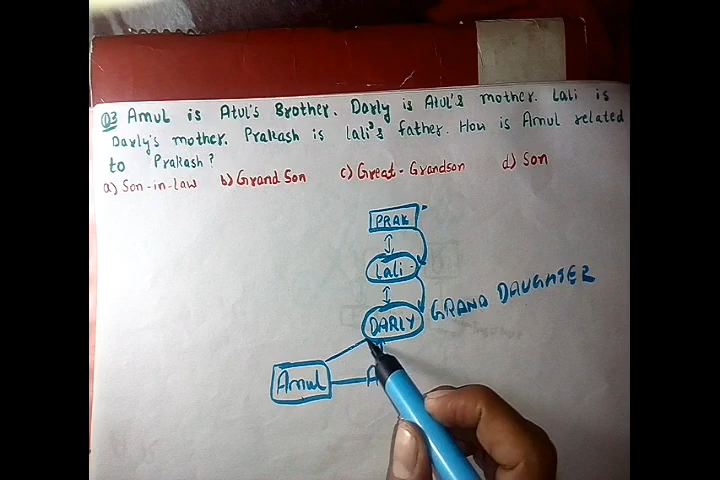 Q3 Amul is Atul's Brother. Darly is Atul's mother. Lali is
Darly's mother. Prakash is Lali's father. How is Amul related
to Prakash?
a) Son-in-law b) Grand Son c) Great-Grandson d) Son
PRAK
Lali
DARLY GRAND DAUGHTER
Amul A